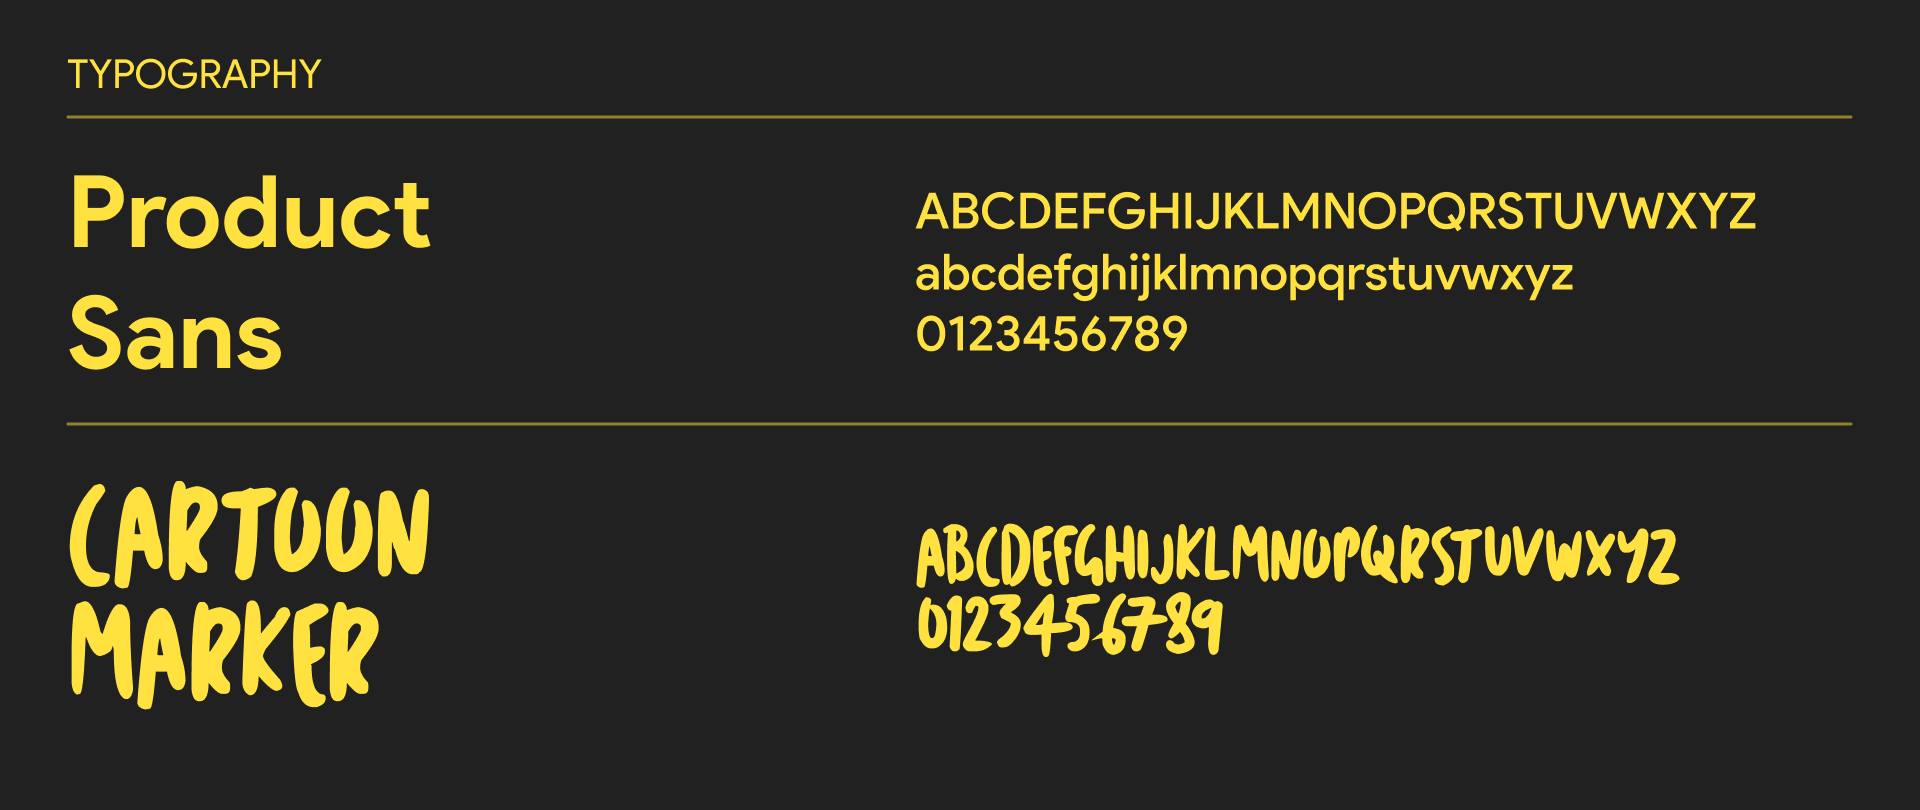 TYPOGRAPHY
Product
Sans
ABCDEFGHIJKLMNOPQRSTUVWXYZ
abcdefghijklmnopqrstuvwxyz
0123456789
CARTOON
MARKER
ABCDEFGHIJKLMNOPQRSTUVWXYZ
0123456789